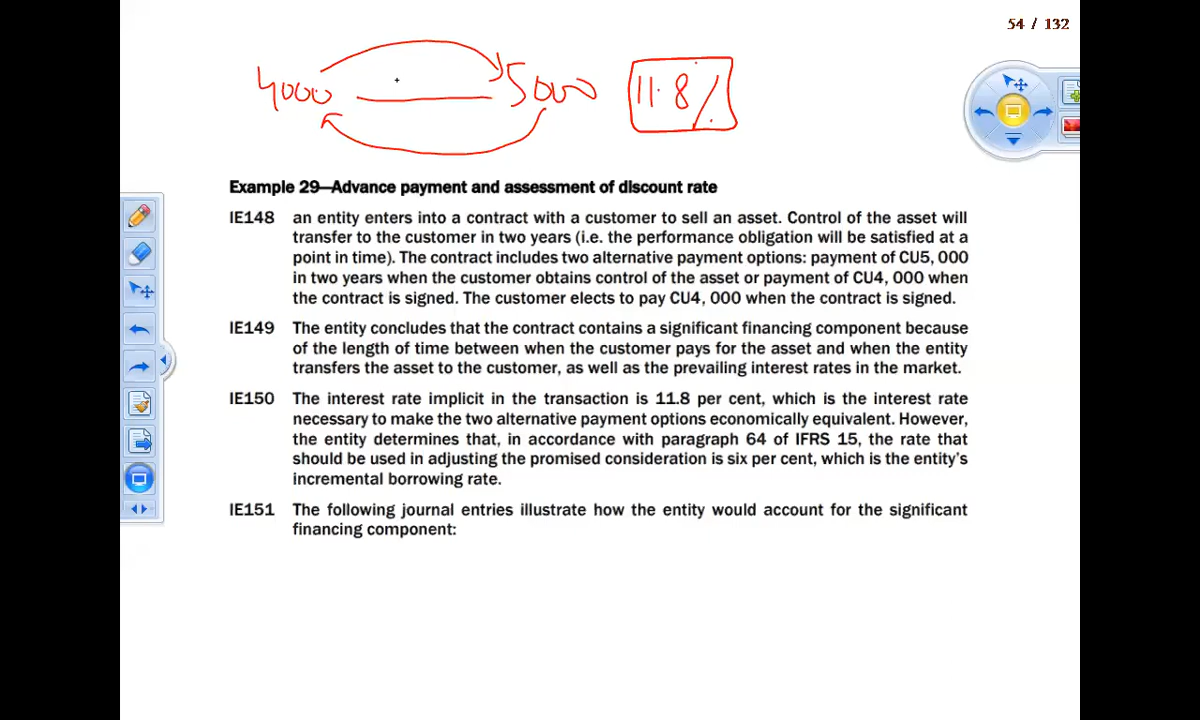 54 / 132
4000 5000 11.8%
Example 29—Advance payment and assessment of discount rate
IE148 an entity enters into a contract with a customer to sell an asset. Control of the asset will
transfer to the customer in two years (i.e. the performance obligation will be satisfied at a
point in time). The contract includes two alternative payment options: payment of CU5, 000
in two years when the customer obtains control of the asset or payment of CU4, 000 when
the contract is signed. The customer elects to pay CU4, 000 when the contract is signed.
IE149 The entity concludes that the contract contains a significant financing component because
of the length of time between when the customer pays for the asset and when the entity
transfers the asset to the customer, as well as the prevailing interest rates in the market.
IE150 The interest rate implicit in the transaction is 11.8 per cent, which is the interest rate
necessary to make the two alternative payment options economically equivalent. However,
the entity determines that, in accordance with paragraph 64 of IFRS 15, the rate that
should be used in adjusting the promised consideration is six per cent, which is the entity’s
incremental borrowing rate.
IE151 The following journal entries illustrate how the entity would account for the significant
financing component: